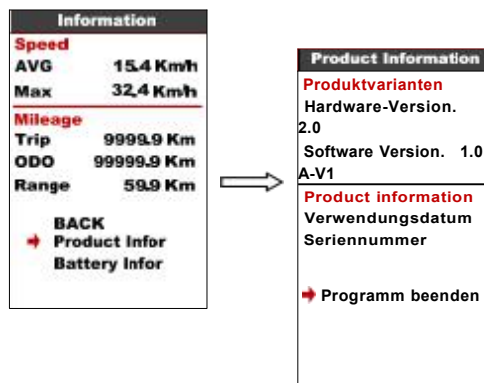 Information
Speed
AVG 15.4 Km/h
Max 32,4 Km/h
Mileage
Trip 9999.9 Km
ODO 99999.9 Km
Range 59.9 Km
BACK
Product Infor
Battery Infor
Product Information
Produktvarianten
Hardware-Version.
2.0
Software Version. 1.0
A-V1
Product information
Verwendungsdatum
Seriennummer
Programm beenden